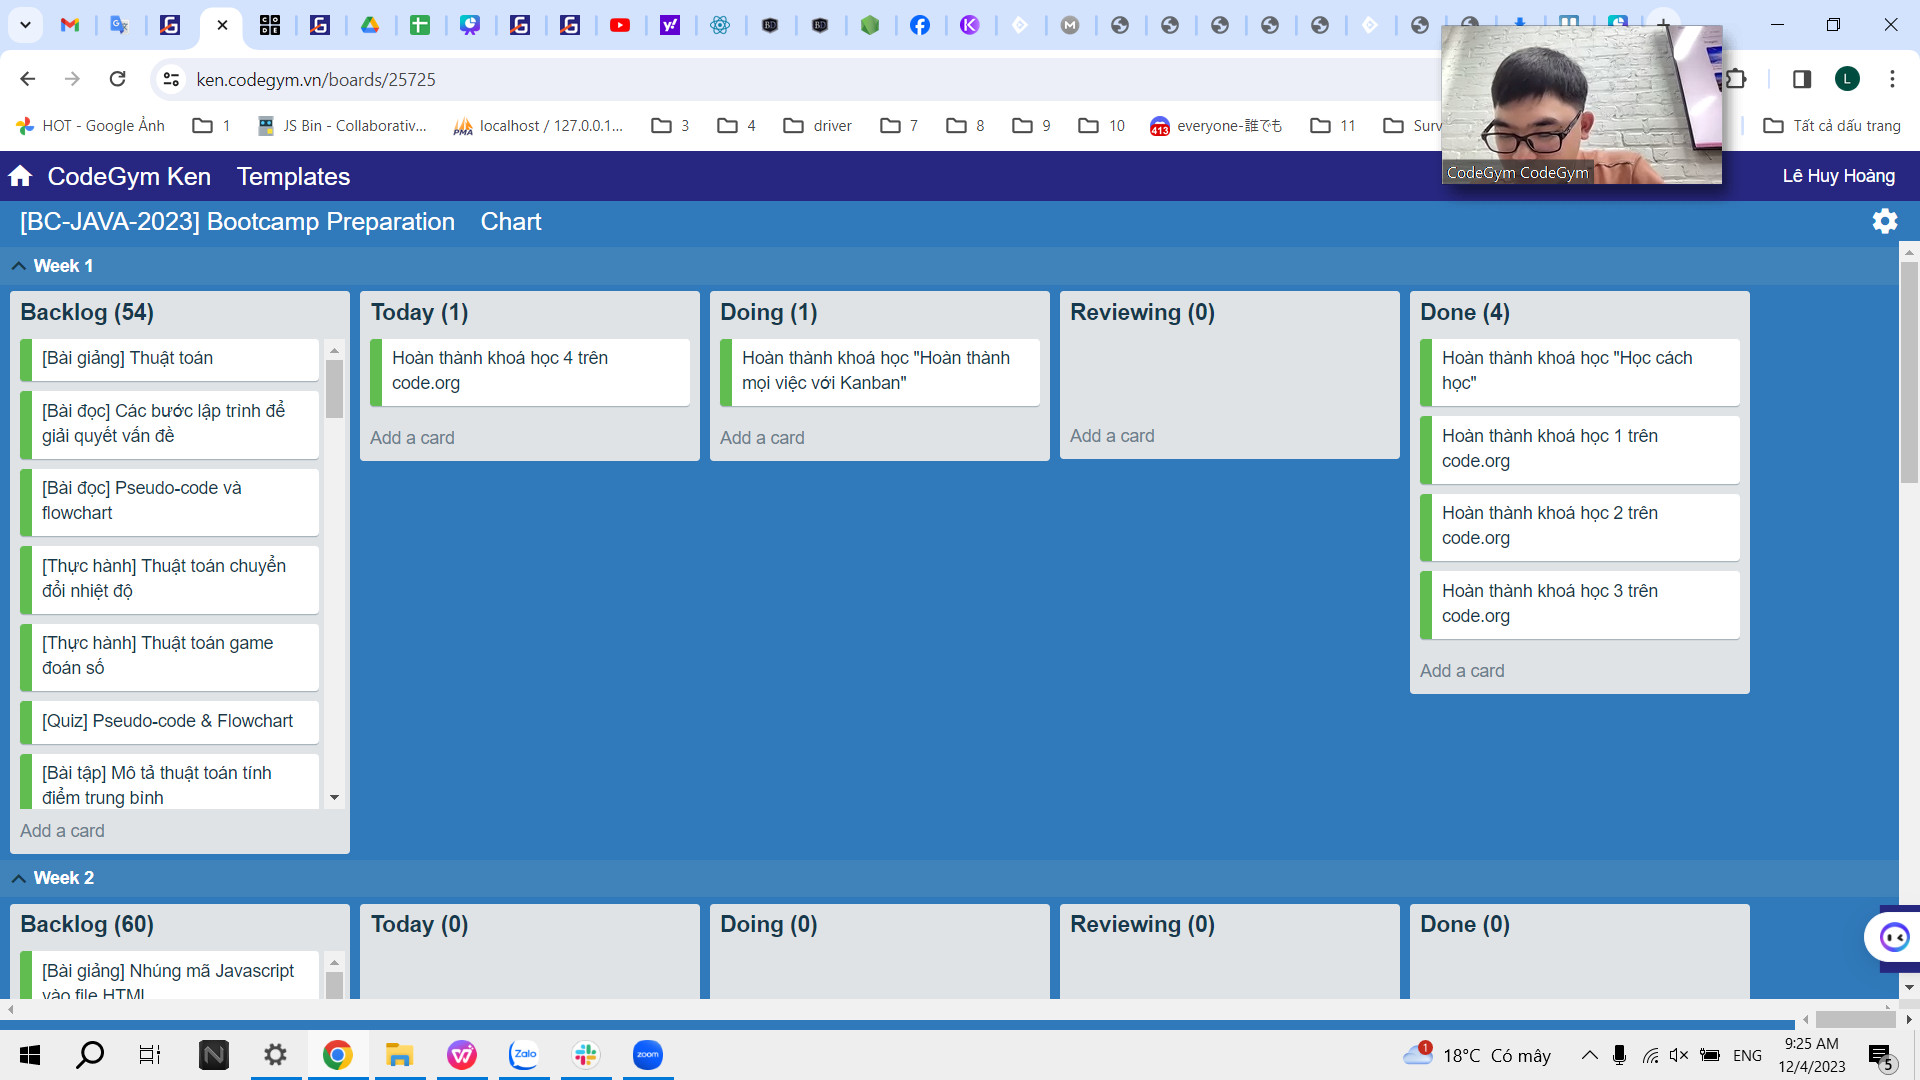 ken.codegym.vn/boards/25725
L
HOT - Google Ảnh
1
JS Bin - Collaborativ...
localhost / 127.0.0.1...
3
4
driver
7
8
9
10
everyone-誰でも
11
Surv
Tất cả dấu trang
CodeGym Ken
Templates
CodeGym CodeGym
Lê Huy Hoàng
[BC-JAVA-2023] Bootcamp Preparation
Chart
Week 1
Backlog (54)
[Bài giảng] Thuật toán
[Bài đọc] Các bước lập trình để
giải quyết vấn đề
[Bài đọc] Pseudo-code và
flowchart
[Thực hành] Thuật toán chuyển
đổi nhiệt độ
[Thực hành] Thuật toán game
đoán số
[Quiz] Pseudo-code & Flowchart
[Bài tập] Mô tả thuật toán tính
điểm trung bình
Add a card
Today (1)
Hoàn thành khoá học 4 trên
code.org
Add a card
Doing (1)
Hoàn thành khoá học "Hoàn thành
mọi việc với Kanban"
Add a card
Reviewing (0)
Add a card
Done (4)
Hoàn thành khoá học "Học cách
học"
Hoàn thành khoá học 1 trên
code.org
Hoàn thành khoá học 2 trên
code.org
Hoàn thành khoá học 3 trên
code.org
Add a card
Week 2
Backlog (60)
[Bài giảng] Nhúng mã Javascript
vào file HTML
Today (0)
Doing (0)
Reviewing (0)
Done (0)
Zalo
zoom
1
18°C Có mây
ENG
9:25 AM
12/4/2023
5